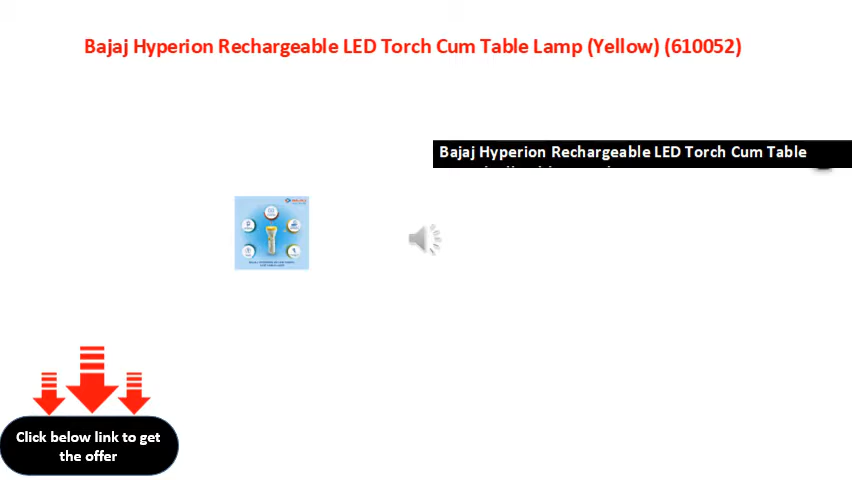 Bajaj Hyperion Rechargeable LED Torch Cum Table Lamp (Yellow) (610052)
Bajaj Hyperion Rechargeable LED Torch Cum Table
Click below link to get
the offer